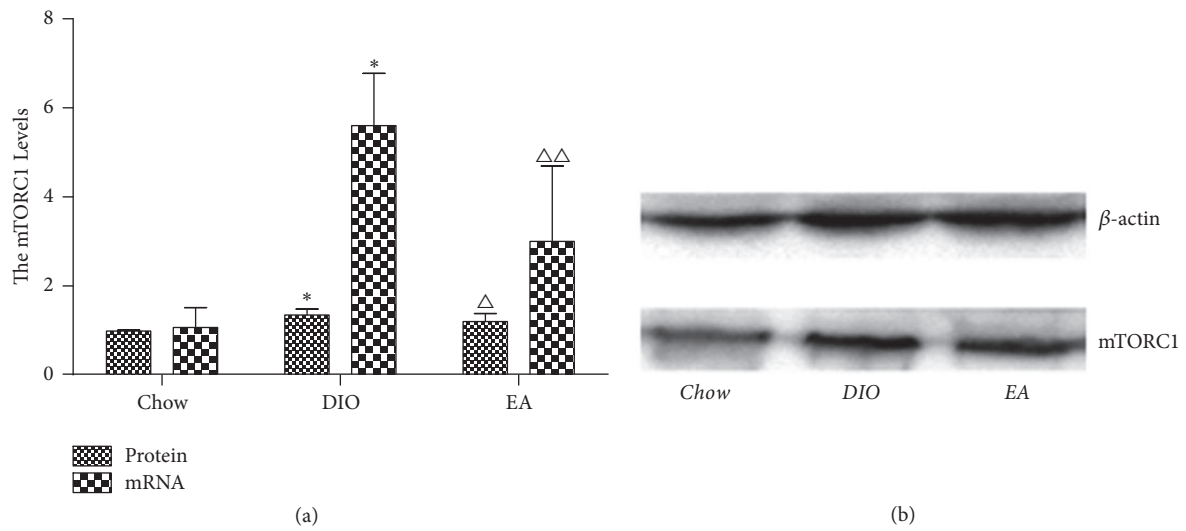 The mTORC1 Levels
8
6
4
2
0
*
*
△
△△
Chow
DIO
EA
Protein
mRNA
(a)
β-actin
mTORC1
Chow
DIO
EA
(b)